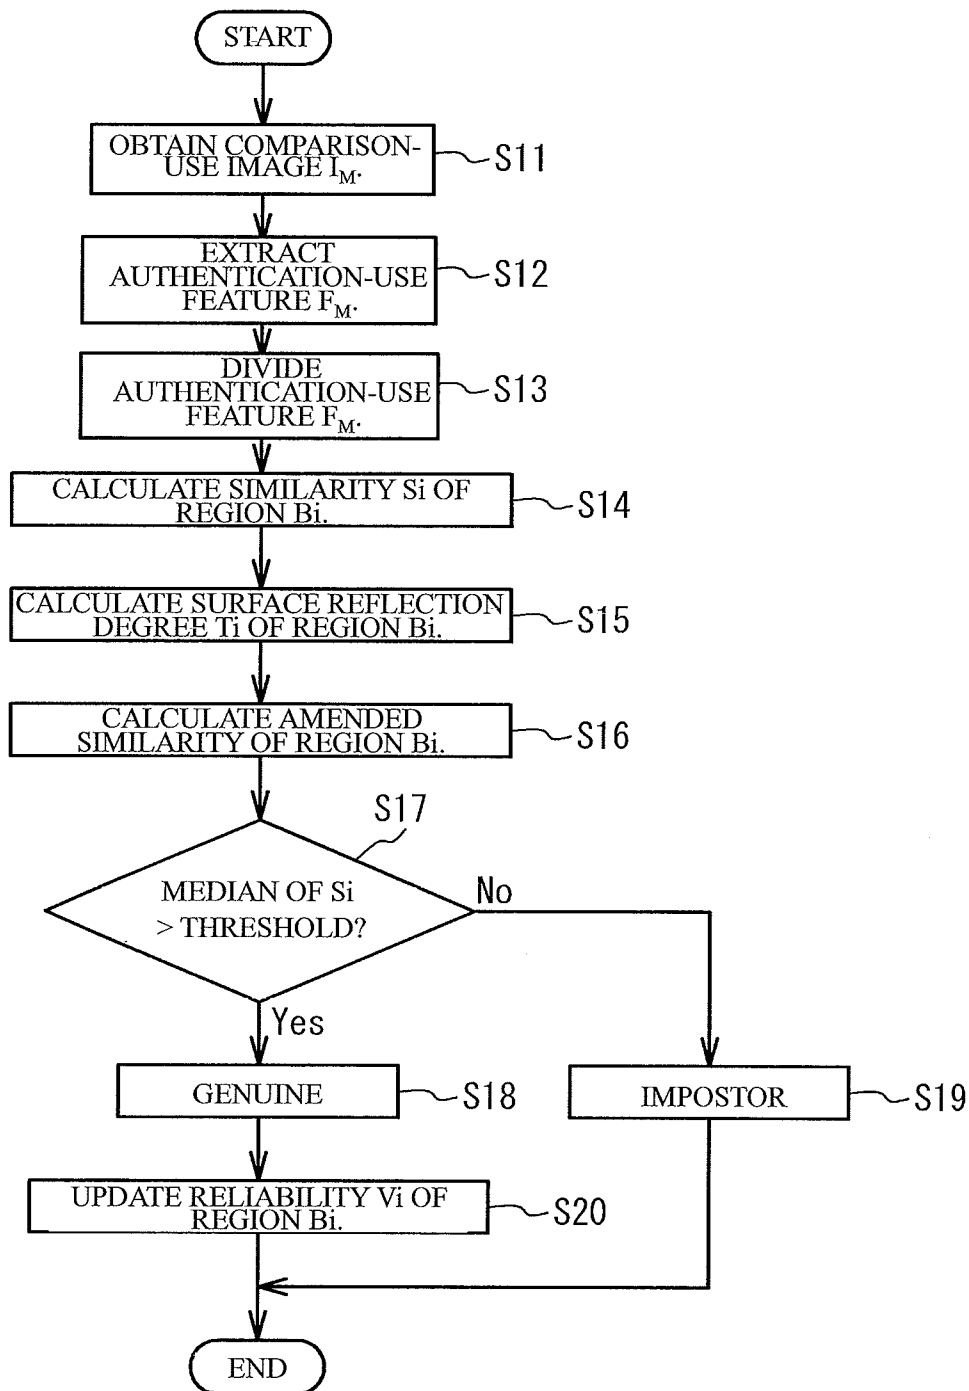 START
OBTAIN COMPARISON-
USE IMAGE IM.
S11
EXTRACT
AUTHENTICATION-USE
FEATURE FM.
S12
DIVIDE
AUTHENTICATION-USE
FEATURE FM.
S13
CALCULATE SIMILARITY Si OF
REGION Bi.
S14
CALCULATE SURFACE REFLECTION
DEGREE Ti OF REGION Bi.
S15
CALCULATE AMENDED
SIMILARITY OF REGION Bi.
S16
S17
MEDIAN OF Si
> THRESHOLD?
No
Yes
GENUINE
S18
IMPOSTOR
S19
UPDATE RELIABILITY Vi OF
REGION Bi.
S20
END